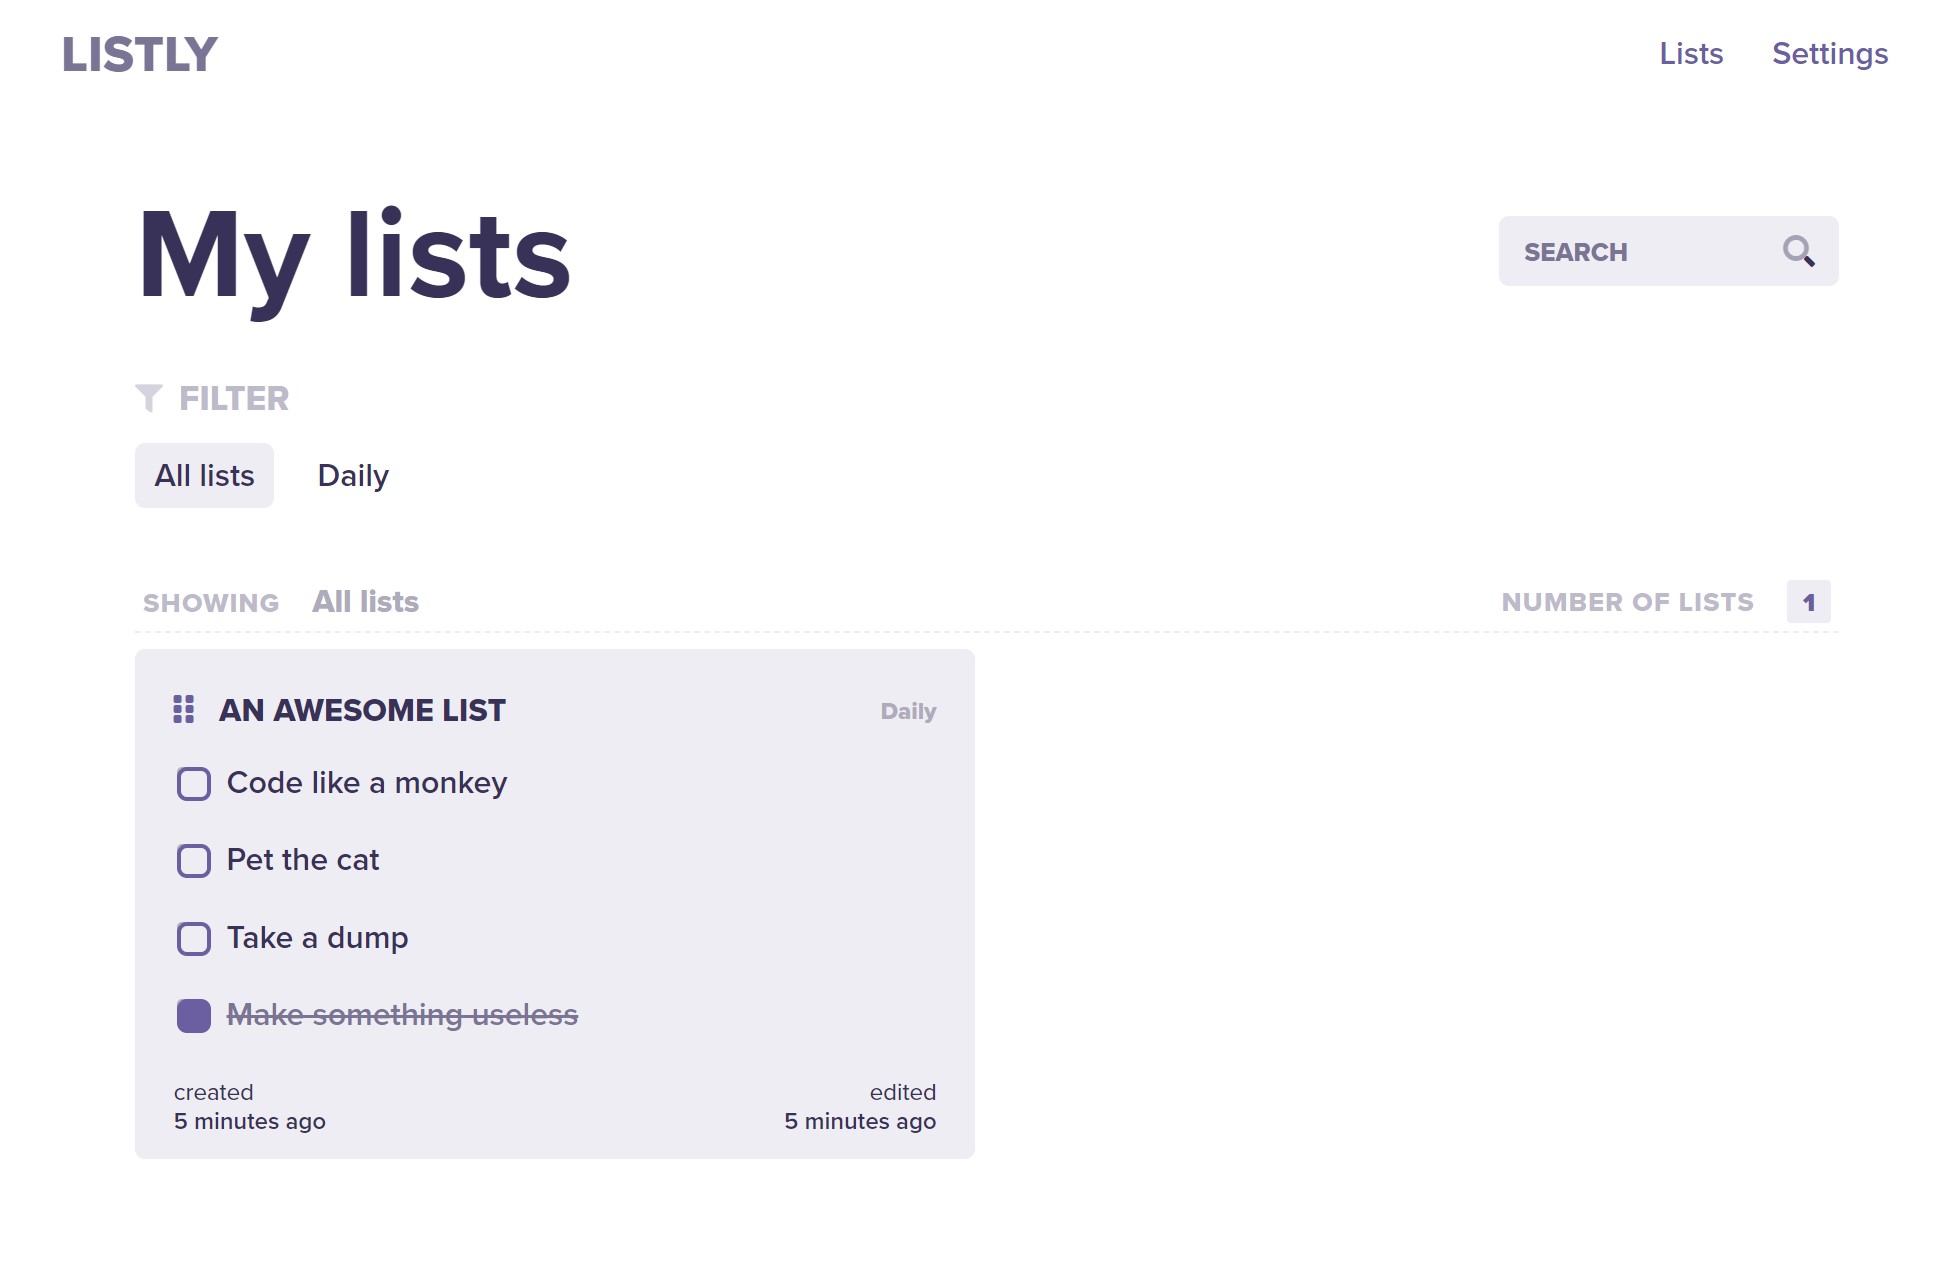 LISTLY
Lists
Settings
My lists
SEARCH
FILTER
All lists
Daily
SHOWING All lists
NUMBER OF LISTS 1
AN AWESOME LIST
Daily
Code like a monkey
Pet the cat
Take a dump
Make something useless
created
5 minutes ago
edited
5 minutes ago